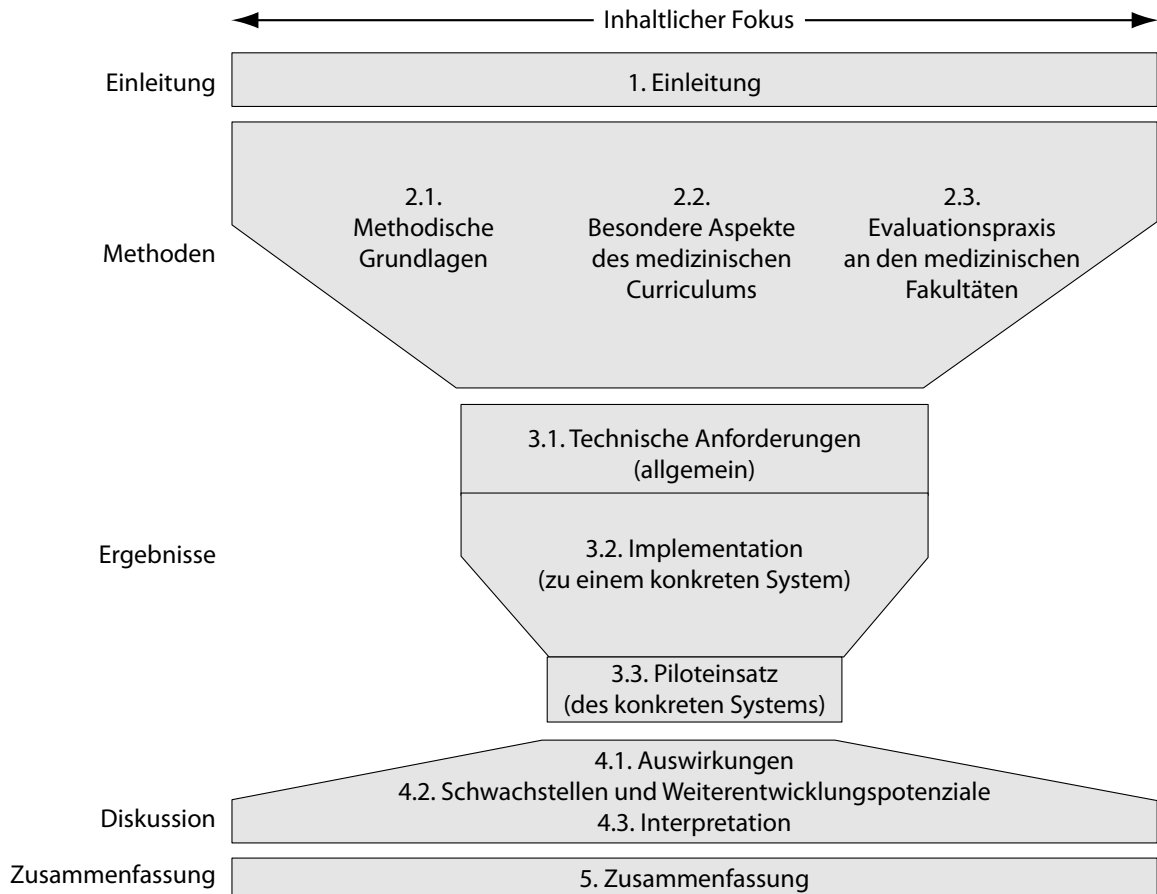 Inhaltlicher Fokus
Einleitung
1. Einleitung
Methoden
2.1.
Methodische
Grundlagen
2.2.
Besondere Aspekte
des medizinischen
Curriculums
2.3.
Evaluationspraxis
an den medizinischen
Fakultäten
Ergebnisse
3.1. Technische Anforderungen
(allgemein)
3.2. Implementation
(zu einem konkreten System)
3.3. Piloteinsatz
(des konkreten Systems)
Diskussion
4.1. Auswirkungen
4.2. Schwachstellen und Weiterentwicklungspotenziale
4.3. Interpretation
Zusammenfassung
5. Zusammenfassung